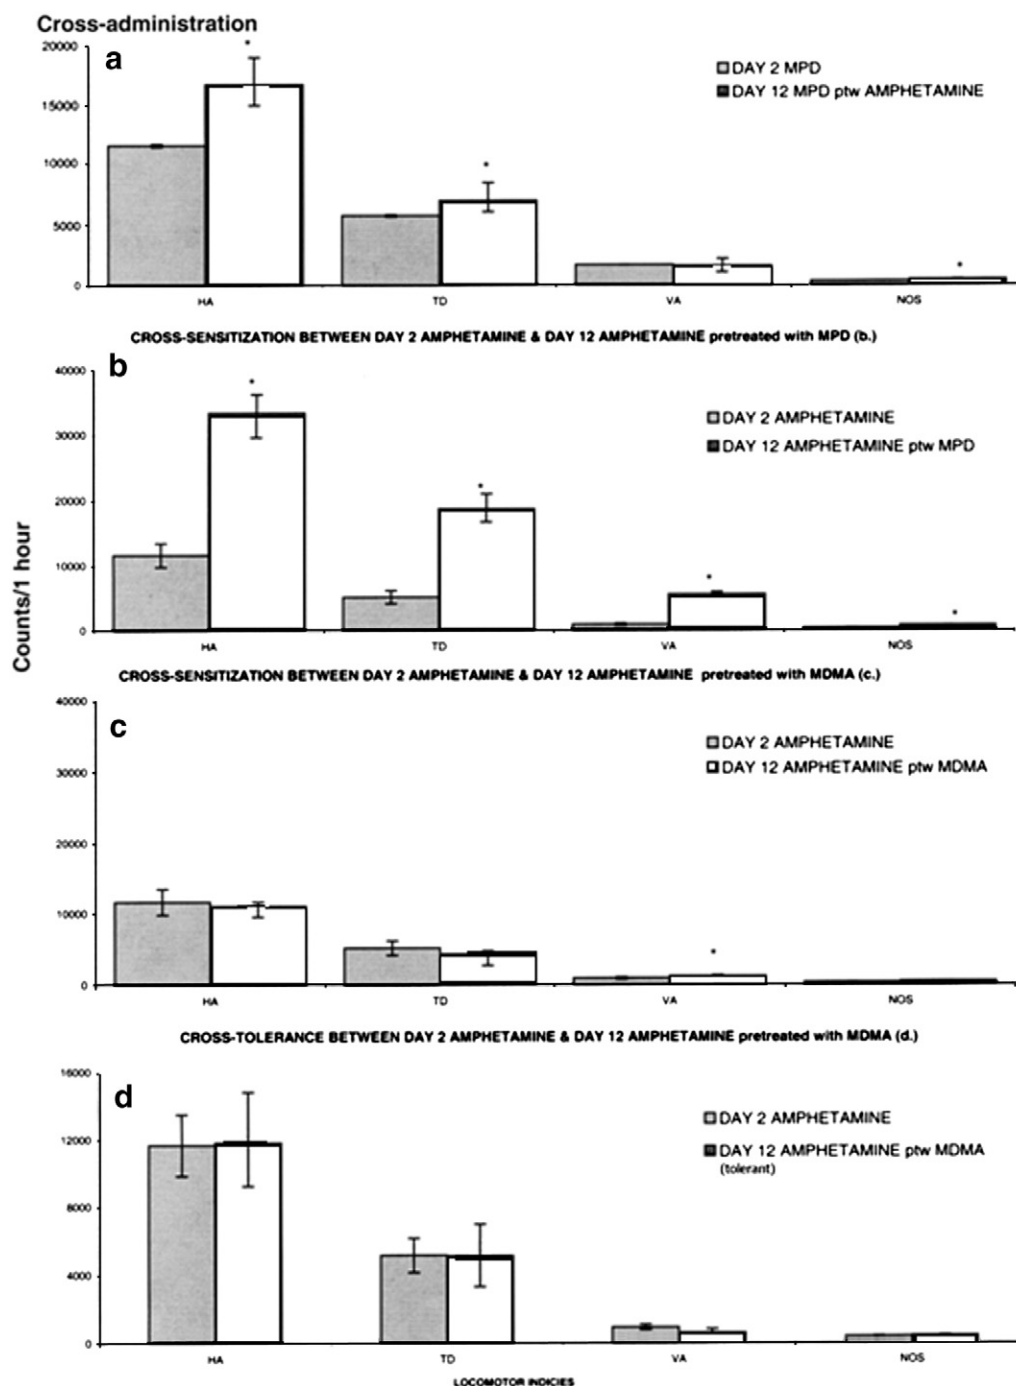 Cross-administration
a
*
20000
DAY 2 MPD
DAY 12 MPD ptw AMPHETAMINE
15000
*
10000
5000
*
0
HA TD VA NOS
CROSS-SENSITIZATION BETWEEN DAY 2 AMPHETAMINE & DAY 12 AMPHETAMINE pretreated with MPD (b.)
b
40000
*
DAY 2 AMPHETAMINE
30000
DAY 12 AMPHETAMINE ptw MPD
*
20000
10000
*
*
0
HA TD VA NOS
Counts/1 hour
CROSS-SENSITIZATION BETWEEN DAY 2 AMPHETAMINE & DAY 12 AMPHETAMINE pretreated with MDMA (c.)
40000
c
DAY 2 AMPHETAMINE
DAY 12 AMPHETAMINE ptw MDMA
30000
20000
10000
*
0
HA TD VA NOS
CROSS-TOLERANCE BETWEEN DAY 2 AMPHETAMINE & DAY 12 AMPHETAMINE pretreated with MDMA (d.)
16000
d
DAY 2 AMPHETAMINE
12000
DAY 12 AMPHETAMINE ptw MDMA
(tolerant)
8000
4000
0
HA TD VA NOS
LOCOMOTOR INDICIES